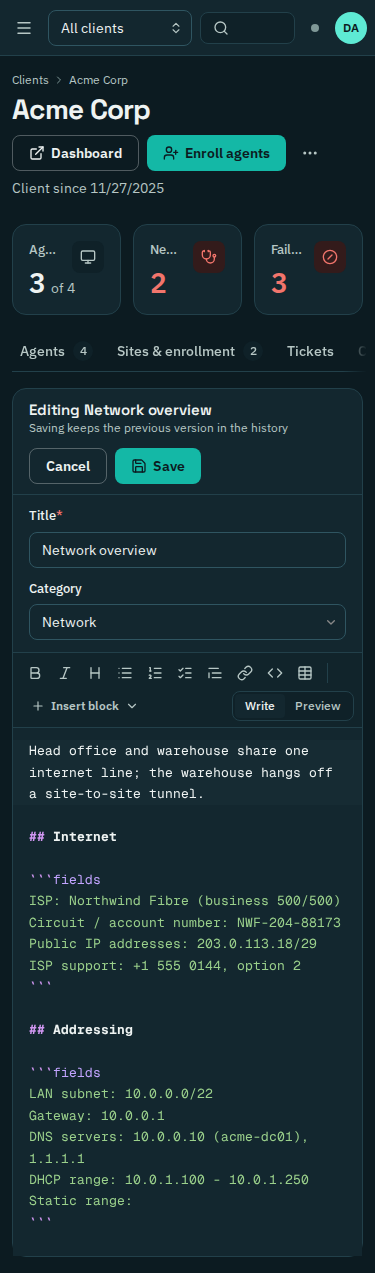 All clients
DA
Clients > Acme Corp
Acme Corp
Dashboard
Enroll agents
Client since 11/27/2025
Ag...
3 of 4
Ne...
2
Fail...
3
Agents 4
Sites & enrollment 2
Tickets
Editing Network overview
Saving keeps the previous version in the history
Cancel
Save
Title*
Network overview
Category
Network
Insert block
Write
Preview
Head office and warehouse share one
internet line; the warehouse hangs off
a site-to-site tunnel.
## Internet
```fields
ISP: Northwind Fibre (business 500/500)
Circuit / account number: NWF-204-88173
Public IP addresses: 203.0.113.18/29
ISP support: +1 555 0144, option 2
```
## Addressing
```fields
LAN subnet: 10.0.0.0/22
Gateway: 10.0.0.1
DNS servers: 10.0.0.10 (acme-dc01),
1.1.1.1
DHCP range: 10.0.1.100 - 10.0.1.250
Static range:
```